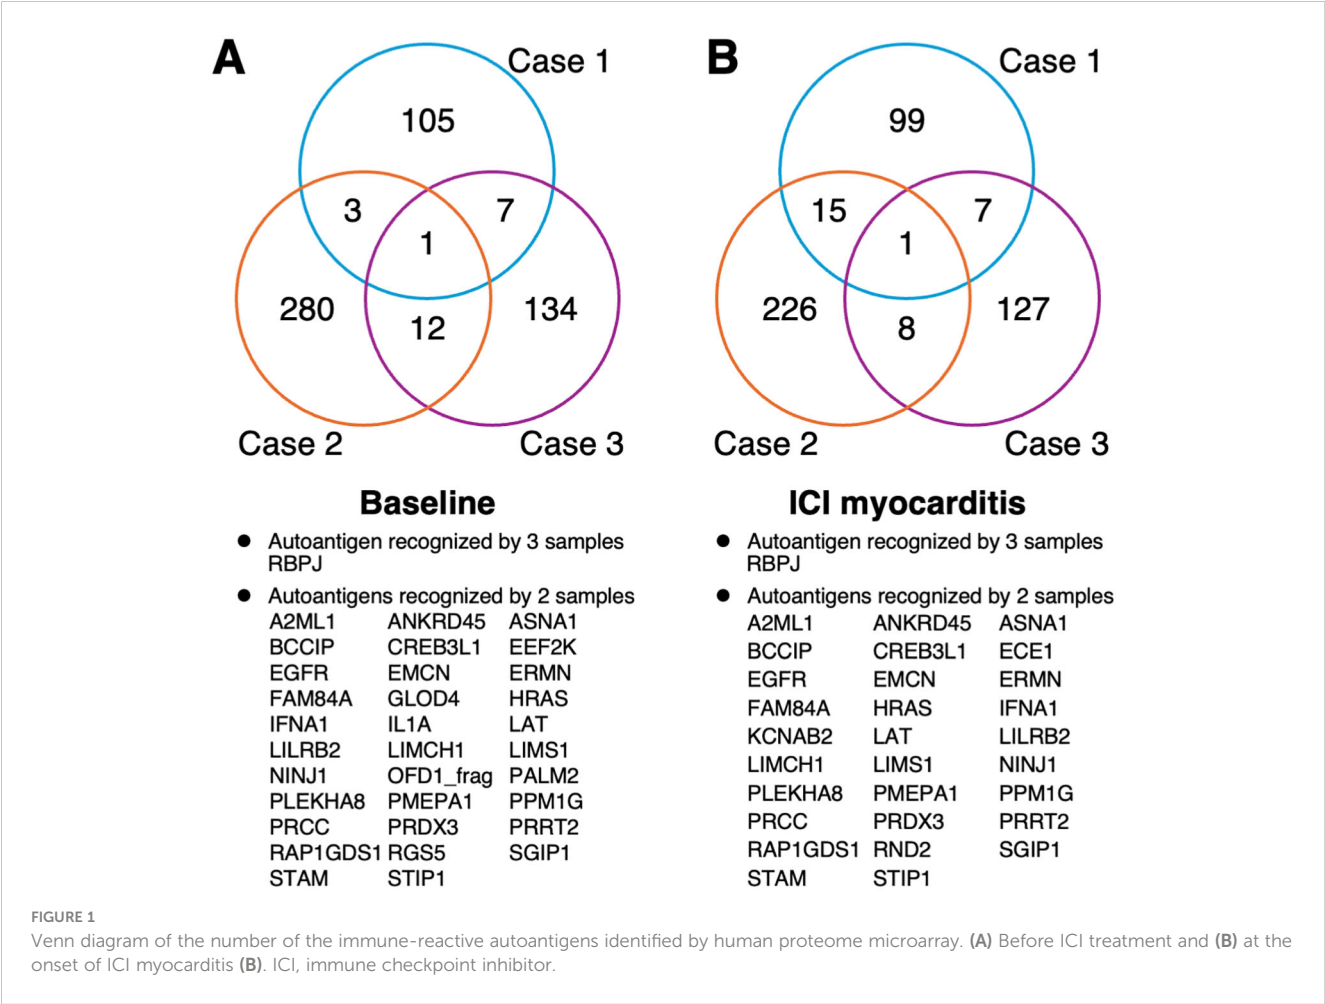 A
Case 1
105
3
7
1
280
12
134
Case 2
Case 3
Baseline
● Autoantigen recognized by 3 samples
RBPJ
● Autoantigens recognized by 2 samples
A2ML1 ANKRD45 ASNA1
BCCIP CREB3L1 EEF2K
EGFR EMCN ERMN
FAM84A GLOD4 HRAS
IFNA1 IL1A LAT
LILRB2 LIMCH1 LIMS1
NINJ1 OFD1_frag PALM2
PLEKHA8 PMEPA1 PPM1G
PRCC PRDX3 PRRT2
RAP1GDS1 RGS5 SGIP1
STAM STIP1
B
Case 1
99
15
7
1
226
8
127
Case 2
Case 3
ICI myocarditis
● Autoantigen recognized by 3 samples
RBPJ
● Autoantigens recognized by 2 samples
A2ML1 ANKRD45 ASNA1
BCCIP CREB3L1 ECE1
EGFR EMCN ERMN
FAM84A HRAS IFNA1
KCNAB2 LAT LILRB2
LIMCH1 LIMS1 NINJ1
PLEKHA8 PMEPA1 PPM1G
PRCC PRDX3 PRRT2
RAP1GDS1 RND2 SGIP1
STAM STIP1
FIGURE 1
Venn diagram of the number of the immune-reactive autoantigens identified by human proteome microarray. (A) Before ICI treatment and (B) at the
onset of ICI myocarditis (B). ICI, immune checkpoint inhibitor.